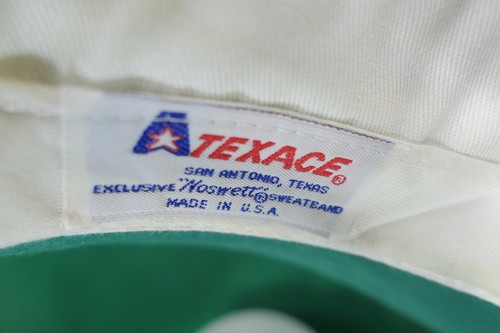 TEXACE®
SAN ANTONIO, TEXAS
EXCLUSIVE "Noswett"® SWEATBAND
MADE IN U.S.A.